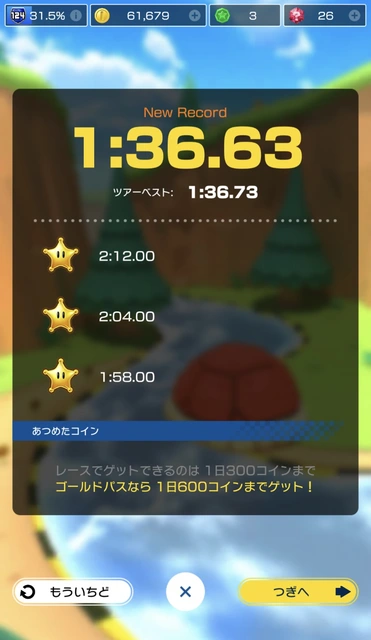 124 31.5% i 61,679 + 3 26 +
New Record
1:36.63
ツアーベスト: 1:36.73
2:12.00
2:04.00
1:58.00
あつめたコイン
レースでゲットできるのは 1日300コインまで
ゴールドパスなら 1日600コインまでゲット！
もういちど × つぎへ